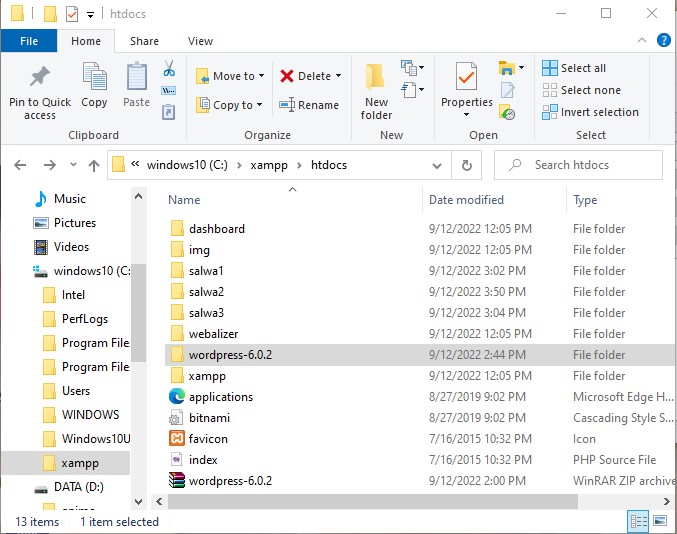 htdocs
File Home Share View
Pin to Quick access
Copy
Paste
Clipboard
Move to
Copy to
Delete
Rename
Organize
New folder
New
Properties
Open
Select all
Select none
Invert selection
Select
« windows10 (C:) › xampp › htdocs
Search htdocs
Music
Pictures
Videos
windows10 (C:
Intel
PerfLogs
Program Files
Program Files
Users
WINDOWS
Windows10U
xampp
DATA (D:)
Name Date modified Type
dashboard 9/12/2022 12:05 PM File folder
img 9/12/2022 12:05 PM File folder
salwa1 9/12/2022 3:02 PM File folder
salwa2 9/12/2022 3:50 PM File folder
salwa3 9/12/2022 3:04 PM File folder
webalizer 9/12/2022 12:05 PM File folder
wordpress-6.0.2 9/12/2022 2:44 PM File folder
xampp 9/12/2022 12:05 PM File folder
applications 8/27/2019 9:02 PM Microsoft Edge H
bitnami 8/27/2019 9:02 PM Cascading Style S
favicon 7/16/2015 10:32 PM Icon
index 7/16/2015 10:32 PM PHP Source File
wordpress-6.0.2 9/12/2022 2:00 PM WinRAR ZIP archive
13 items 1 item selected